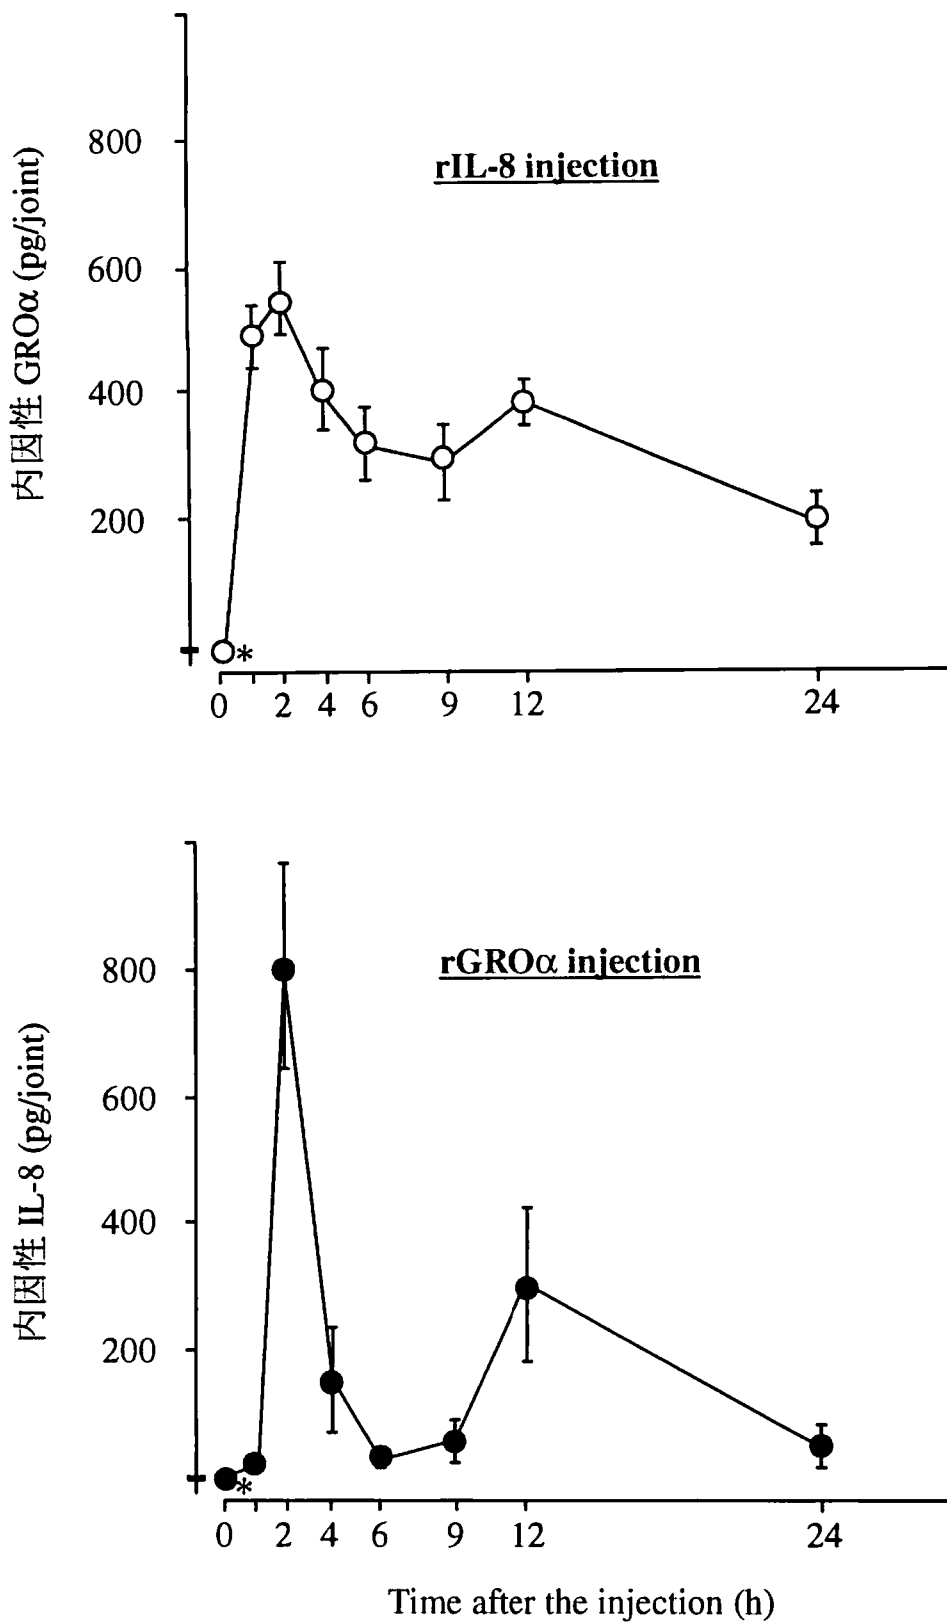 rIL-8 injection
内因性 GROα (pg/joint)
800
600
400
200
*
0 2 4 6 9 12 24
rGROα injection
内因性 IL-8 (pg/joint)
800
600
400
200
*
0 2 4 6 9 12 24
Time after the injection (h)